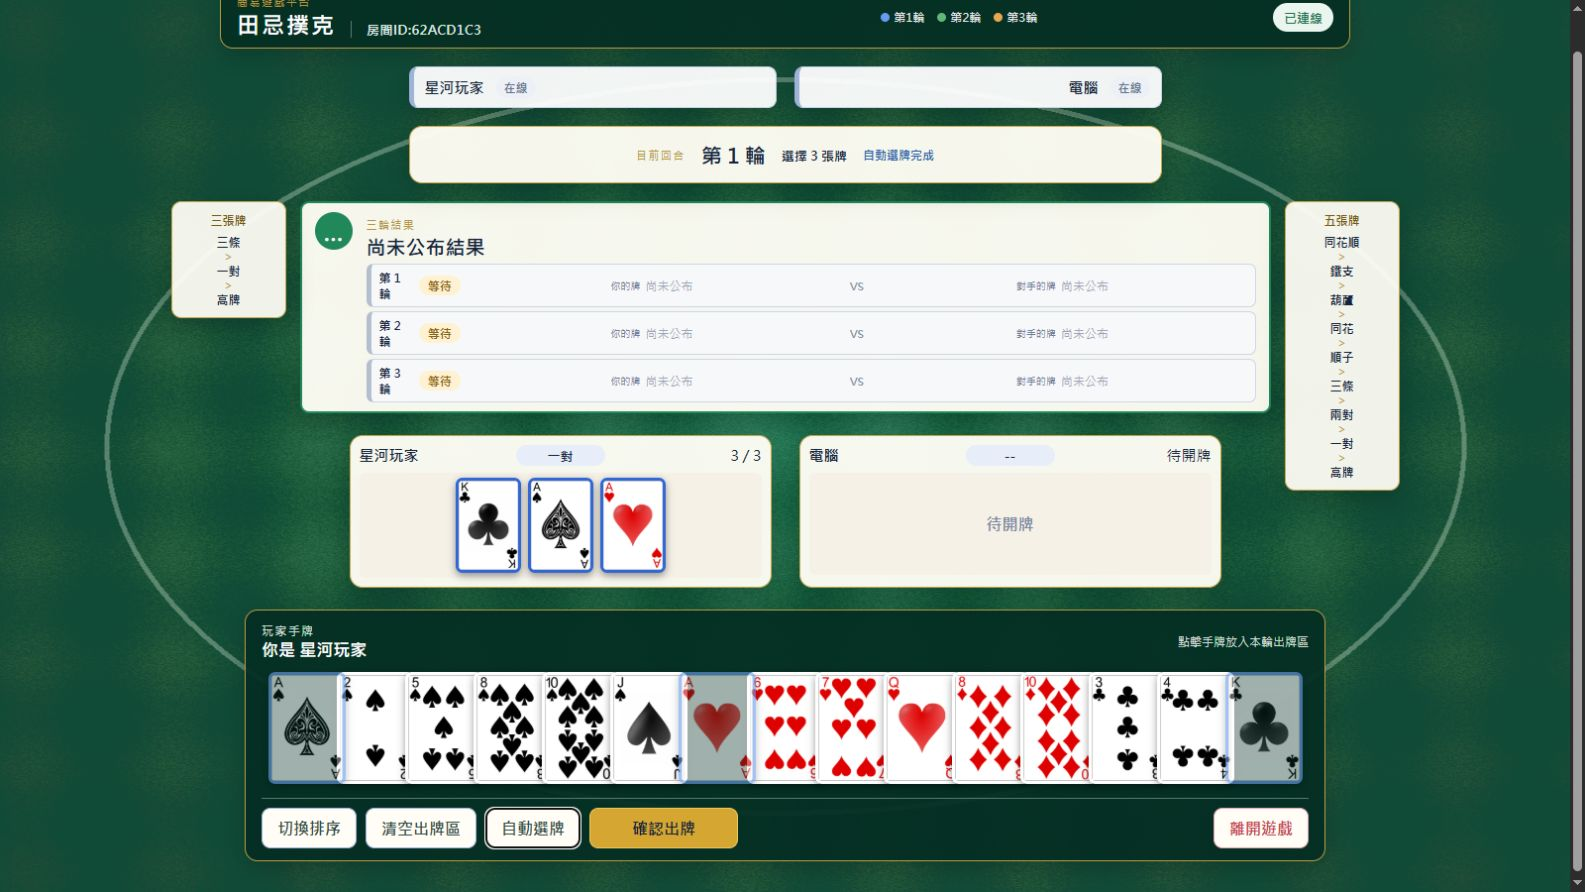 田忌撲克
房間ID:62ACD1C3
第1輪
第2輪
第3輪
已連線
星河玩家 在線
電腦 在線
目前回合 第 1 輪 選擇 3 張牌 自動選牌完成
三張牌
三條
>
一對
>
高牌
三輪結果
尚未公布結果
第 1 輪 等待 你的牌 尚未公布 VS 對手的牌 尚未公布
第 2 輪 等待 你的牌 尚未公布 VS 對手的牌 尚未公布
第 3 輪 等待 你的牌 尚未公布 VS 對手的牌 尚未公布
五張牌
同花順
>
鐵支
>
葫蘆
>
同花
>
順子
>
三條
>
兩對
>
一對
>
高牌
星河玩家 一對 3 / 3
K A A
K A A
電腦 -- 待開牌
待開牌
玩家手牌
你是 星河玩家
點擊手牌放入本輪出牌區
A 2 5 8 10 J A 6 7 Q 8 10 3 4 K
切換排序
清空出牌區
自動選牌
確認出牌
離開遊戲